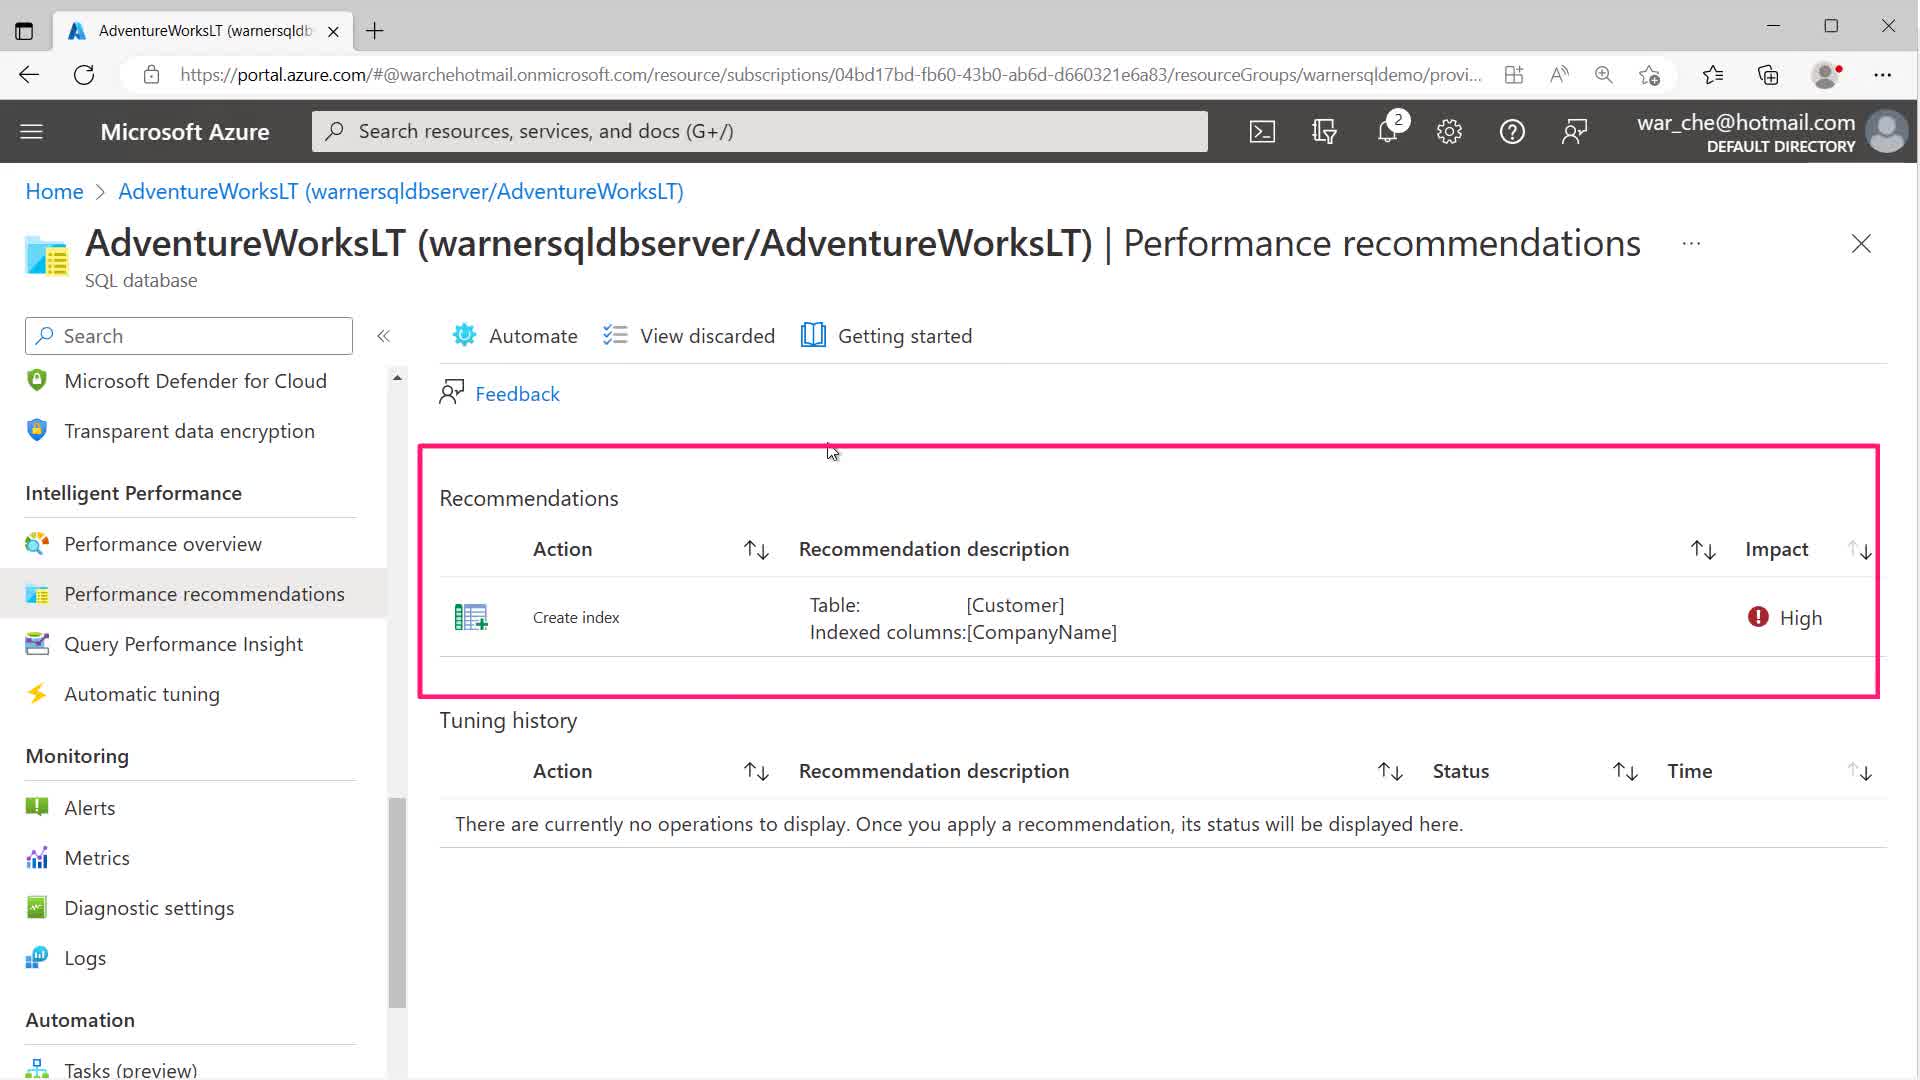 AdventureWorksLT (warnersqldb
https://portal.azure.com/#@warchehotmail.onmicrosoft.com/resource/subscriptions/04bd17bd-fb60-43b0-ab6d-d660321e6a83/resourceGroups/warnersqldemo/provi...
Microsoft Azure
Search resources, services, and docs (G+/)
2
war_che@hotmail.com
DEFAULT DIRECTORY
Home > AdventureWorksLT (warnersqldbserver/AdventureWorksLT)
AdventureWorksLT (warnersqldbserver/AdventureWorksLT) | Performance recommendations ...
SQL database
Search
Microsoft Defender for Cloud
Transparent data encryption
Intelligent Performance
Performance overview
Performance recommendations
Query Performance Insight
Automatic tuning
Monitoring
Alerts
Metrics
Diagnostic settings
Logs
Automation
Tasks (preview)
Automate View discarded Getting started
Feedback
Recommendations
Action Recommendation description Impact
Create index
Table: [Customer]
Indexed columns:[CompanyName]
High
Tuning history
Action Recommendation description Status Time
There are currently no operations to display. Once you apply a recommendation, its status will be displayed here.